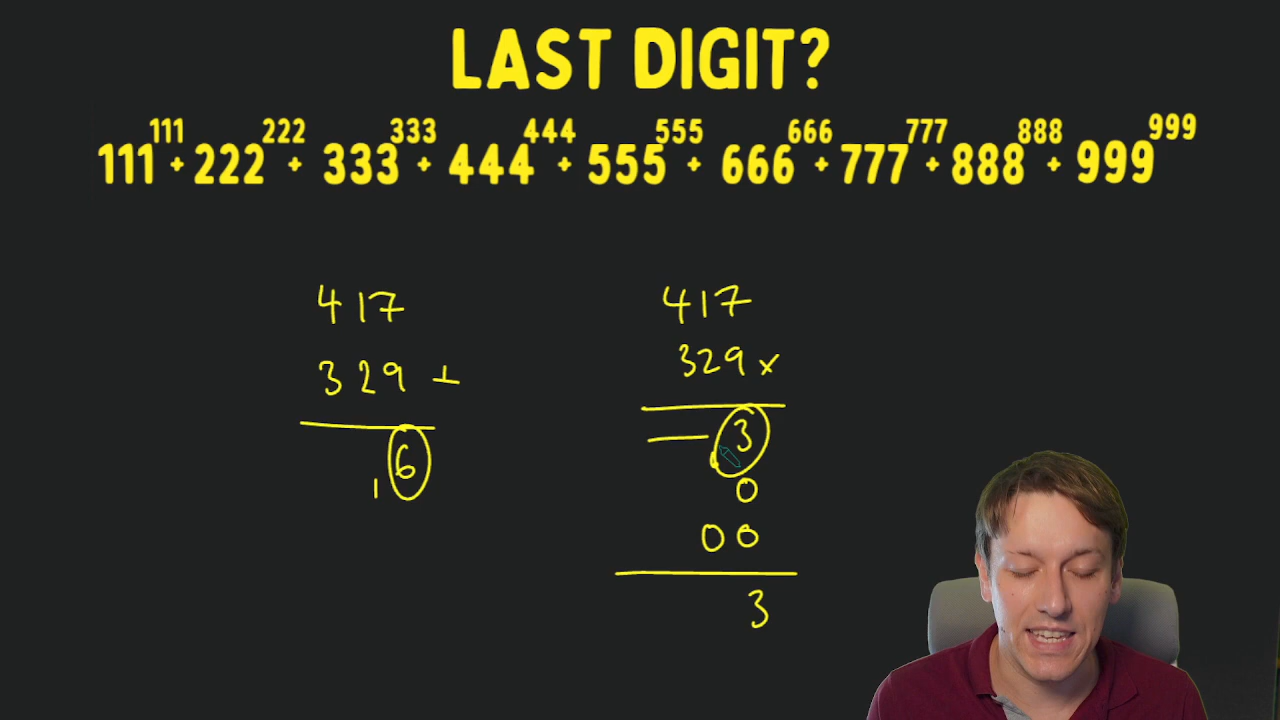 LAST DIGIT?
111^111 + 222^222 + 333^333 + 444^444 + 555^555 + 666^666 + 777^777 + 888^888 + 999^999
417
329 +
1 6
417
329 x
3
0
00
3